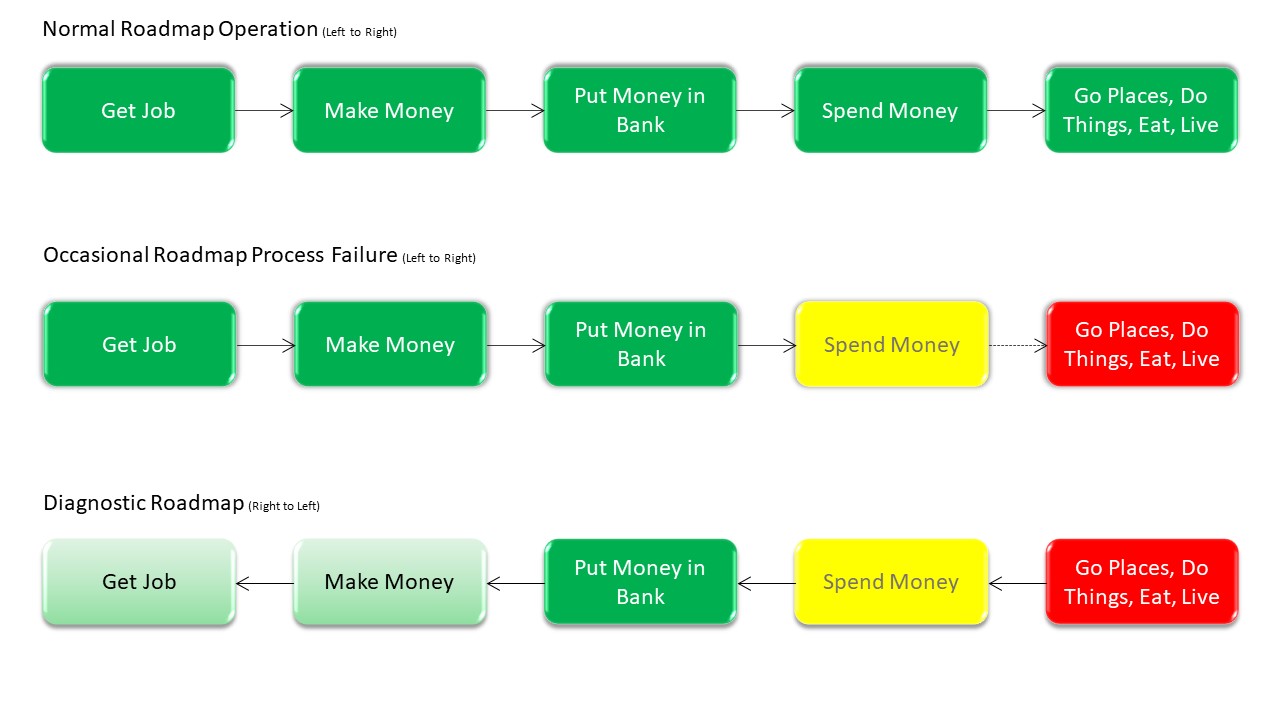 Normal Roadmap Operation (Left to Right)
Get Job
Make Money
Put Money in
Bank
Spend Money
Go Places, Do
Things, Eat, Live
Occasional Roadmap Process Failure (Left to Right)
Get Job
Make Money
Put Money in
Bank
Spend Money
Go Places, Do
Things, Eat, Live
Diagnostic Roadmap (Right to Left)
Get Job
Make Money
Put Money in
Bank
Spend Money
Go Places, Do
Things, Eat, Live